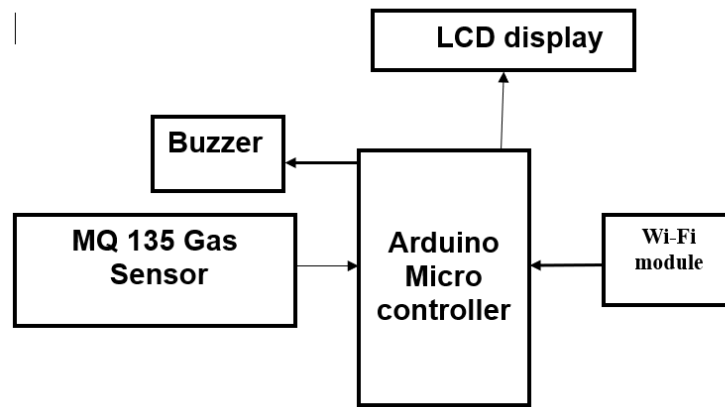 LCD display
Buzzer
MQ 135 Gas
Sensor
Arduino
Micro
controller
Wi-Fi
module